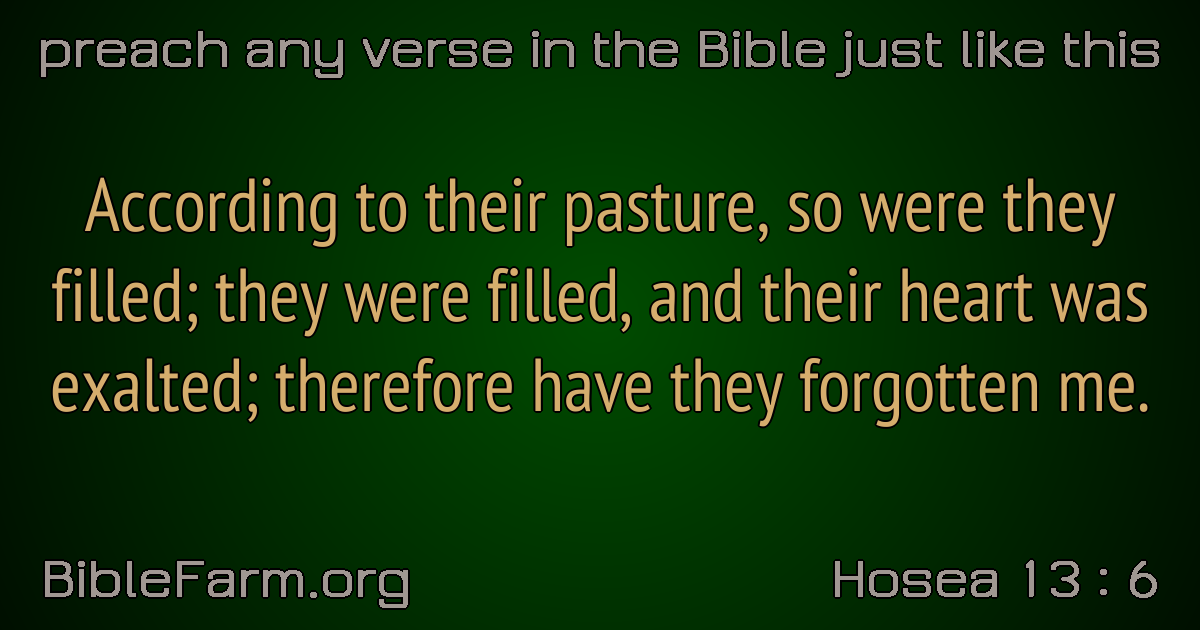 preach any verse in the Bible just like this
According to their pasture, so were they
filled; they were filled, and their heart was
exalted; therefore have they forgotten me.
BibleFarm.org
Hosea 13 : 6